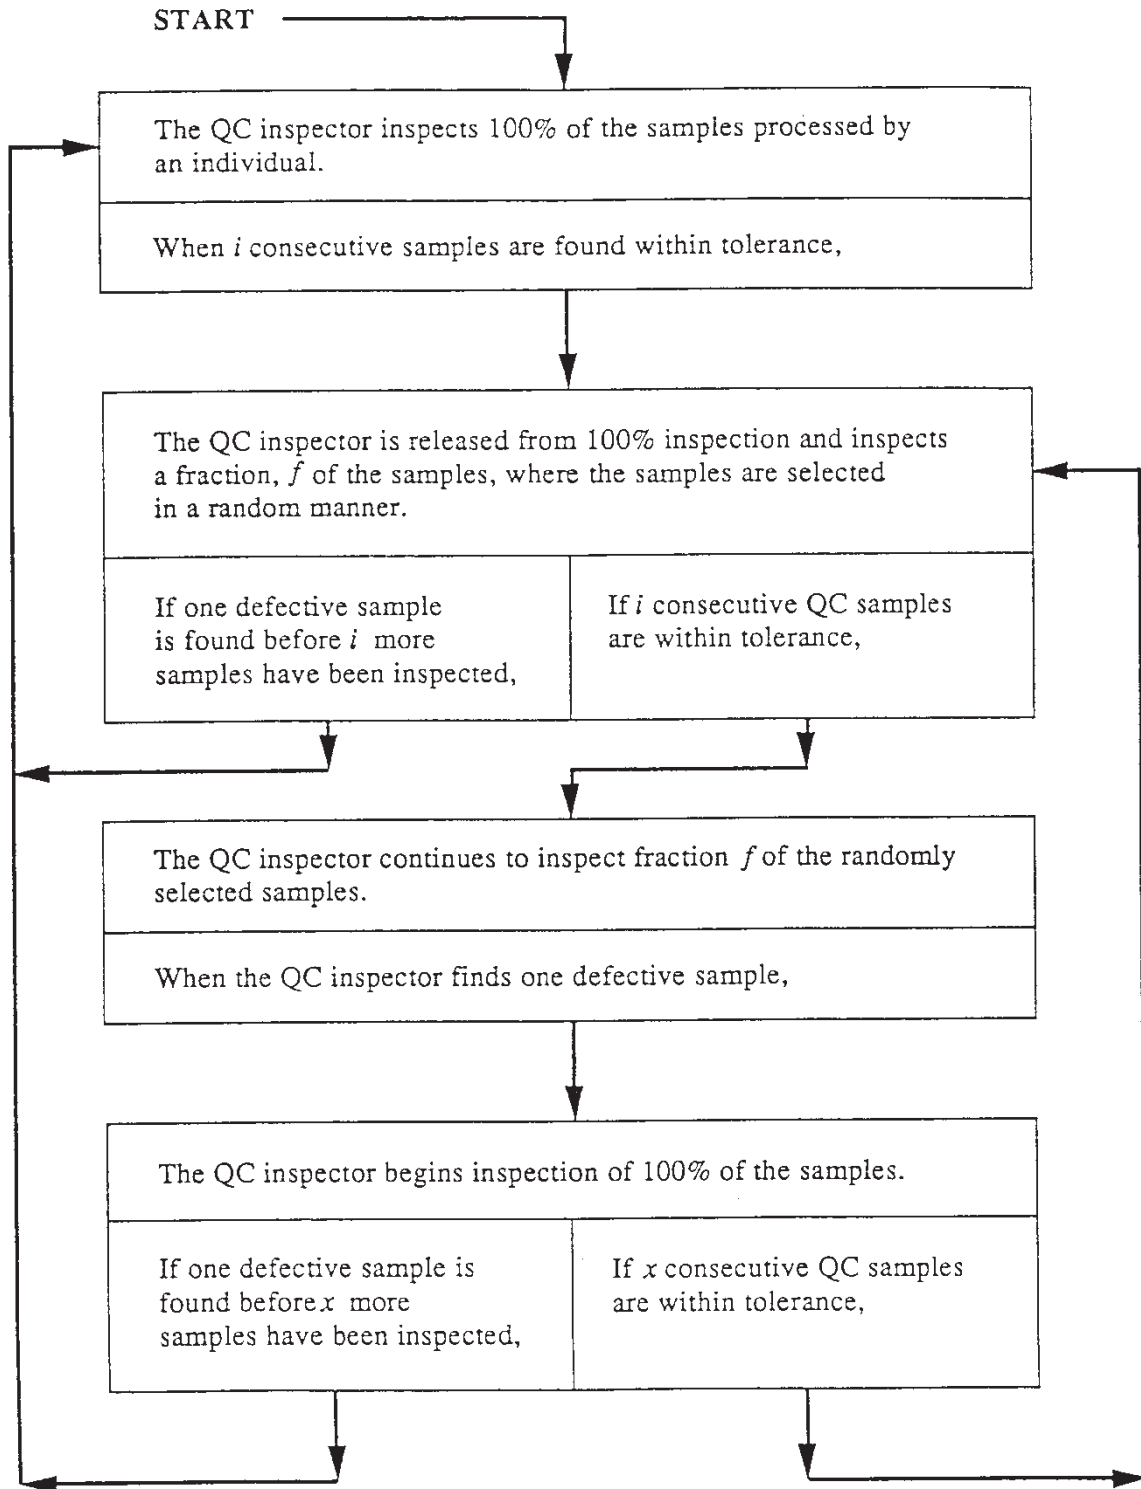 START
The QC inspector inspects 100% of the samples processed by
an individual.
When i consecutive samples are found within tolerance,
The QC inspector is released from 100% inspection and inspects
a fraction, f of the samples, where the samples are selected
in a random manner.
If one defective sample
is found before i more
samples have been inspected,
If i consecutive QC samples
are within tolerance,
The QC inspector continues to inspect fraction f of the randomly
selected samples.
When the QC inspector finds one defective sample,
The QC inspector begins inspection of 100% of the samples.
If one defective sample is
found before x more
samples have been inspected,
If x consecutive QC samples
are within tolerance,